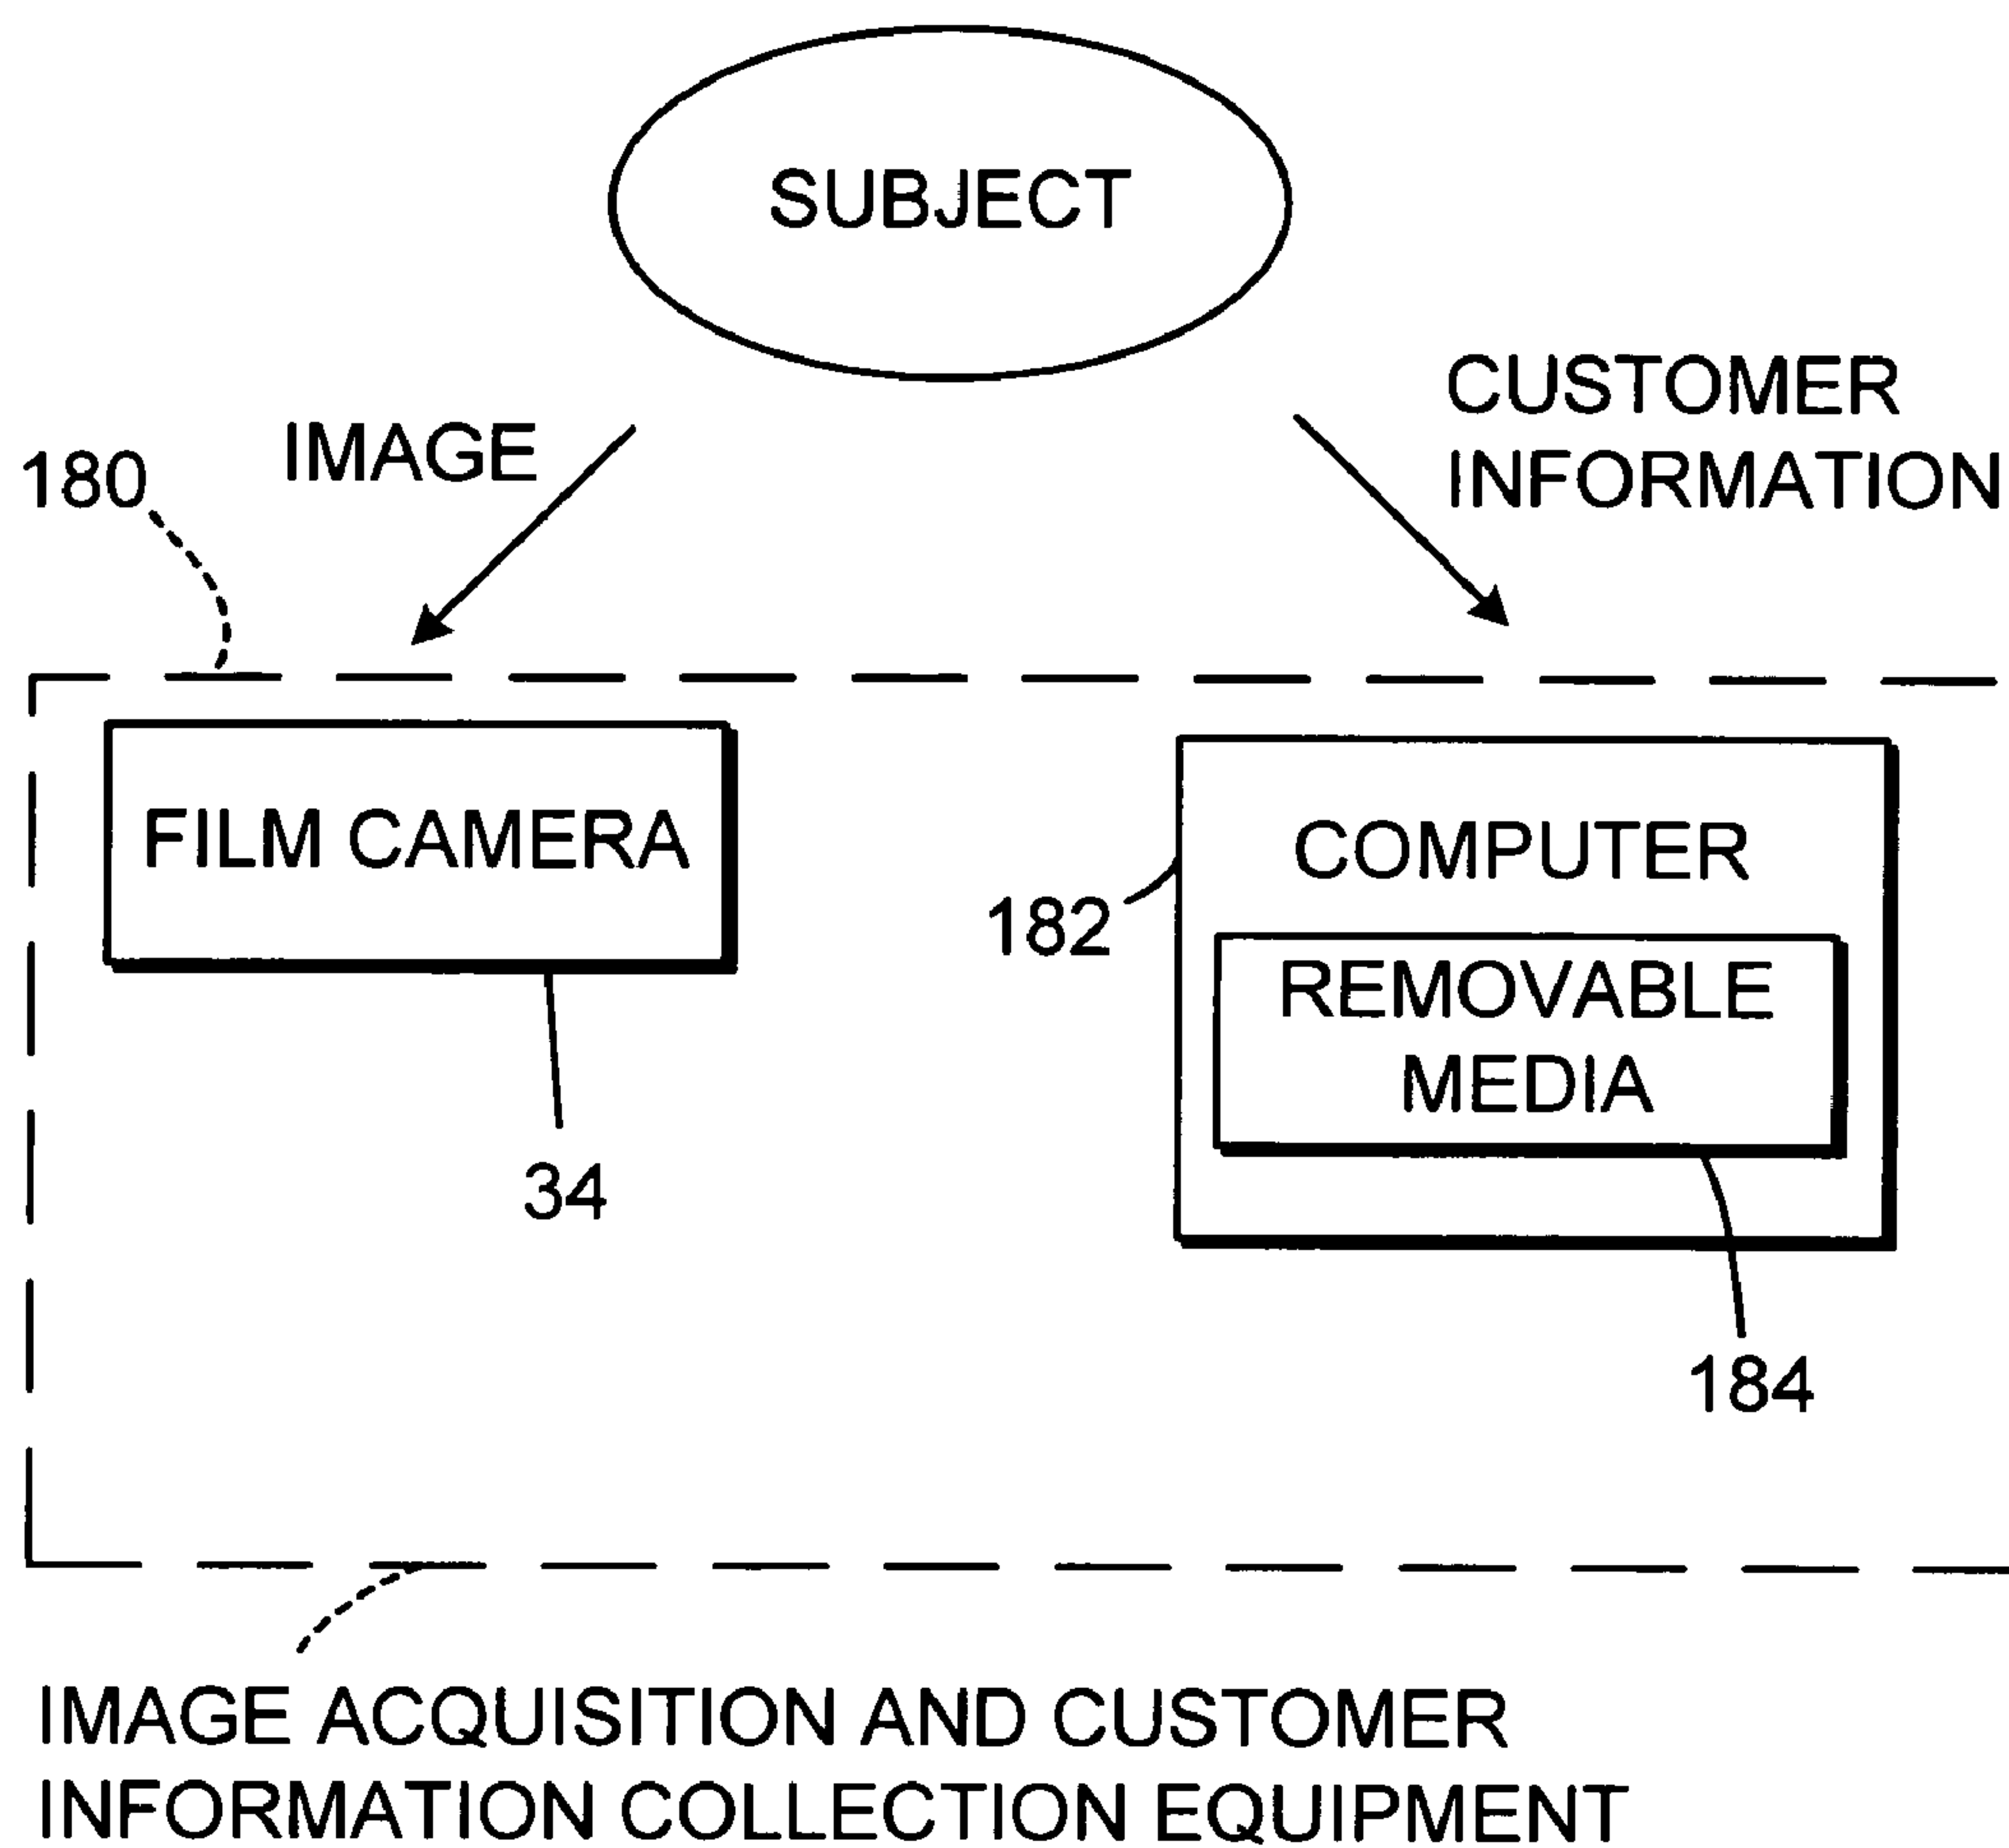 SUBJECT
CUSTOMER
INFORMATION
IMAGE
180
FILM CAMERA
COMPUTER
182
REMOVABLE
MEDIA
34
184
IMAGE ACQUISITION AND CUSTOMER
INFORMATION COLLECTION EQUIPMENT